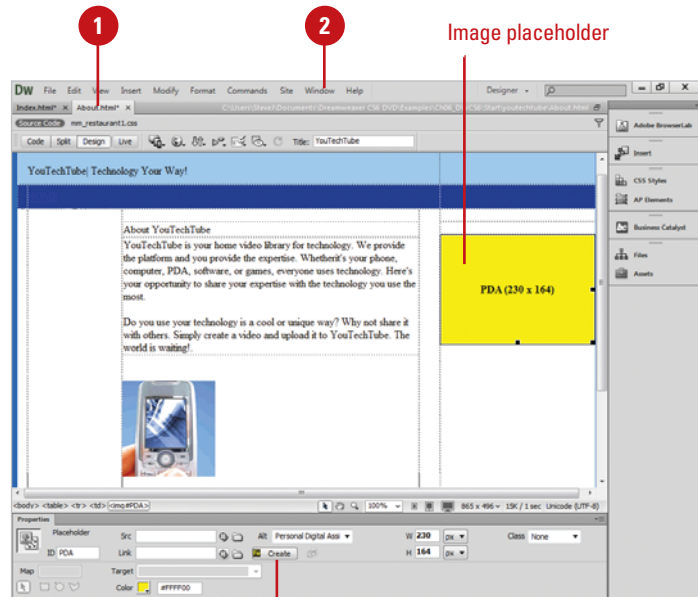 1
2
Image placeholder
DW File Edit View Insert Modify Format Commands Site Window Help Designer
Index.html* × About.html* × C:\Users\Steve\Documents\Dreamweaver CS6 DVD\Examples\CH06_DWCS6\Start\youtechtube\About.html
Source Code mm_restaurant1.css
Code Split Design Live Title: YouTechTube
Adobe BrowserLab
Insert
CSS Styles
AP Elements
Business Catalyst
Files
Assets
YouTechTube| Technology Your Way!
About YouTechTube
YouTechTube is your home video library for technology. We provide
the platform and you provide the expertise. Whetherit's your phone,
computer, PDA, software, or games, everyone uses technology. Here's
your opportunity to share your expertise with the technology you use the
most.
Do you use your technology is a cool or unique way? Why not share it
with others. Simply create a video and upload it to YouTechTube. The
world is waiting!.
PDA (230 x 164)
<body> <table> <tr> <td> <img#PDA> 100% 865 x 496 15K / 1 sec Unicode (UTF-8)
Properties
Placeholder Src Alt Personal Digital Assi W 230 px Class None
ID PDA Link Create H 164 px
Map Target
Color #FFFF00